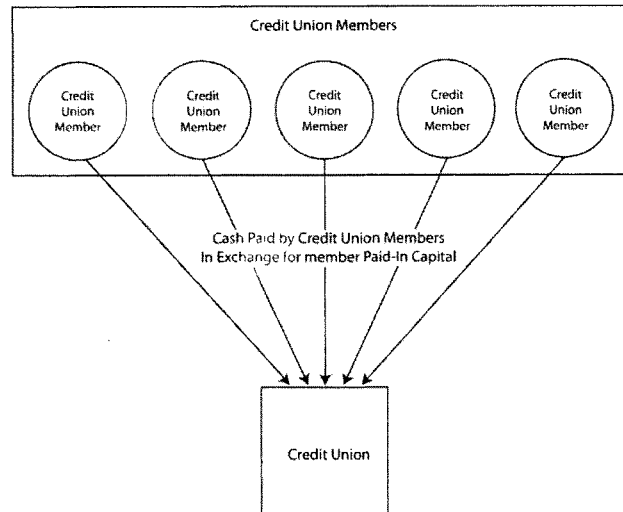 Credit Union Members
Credit
Union
Member
Credit
Union
Member
Credit
Union
Member
Credit
Union
Member
Credit
Union
Member
Cash Paid by Credit Union Members
In Exchange for member Paid-In Capital
Credit Union